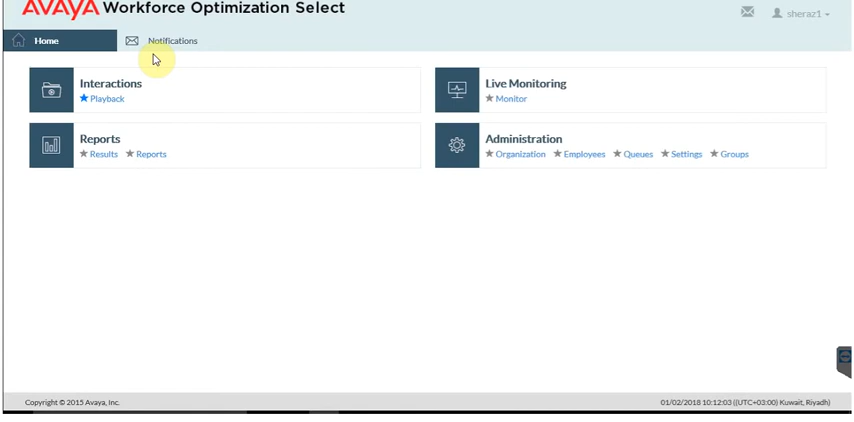 AVAYA Workforce Optimization Select
sheraz1
Home Notifications
Interactions
Playback
Live Monitoring
Monitor
Reports
Results Reports
Administration
Organization Employees Queues Settings Groups
Copyright © 2015 Avaya, Inc. 01/02/2018 10:12:03 ((UTC+03:00) Kuwait, Riyadh)